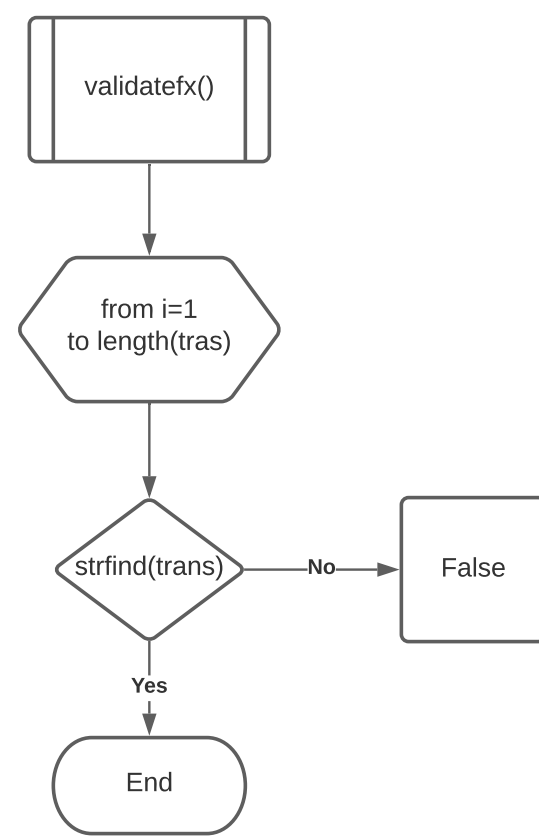 validatefx()
from i=1
to length(tras)
strfind(trans)
No
False
Yes
End